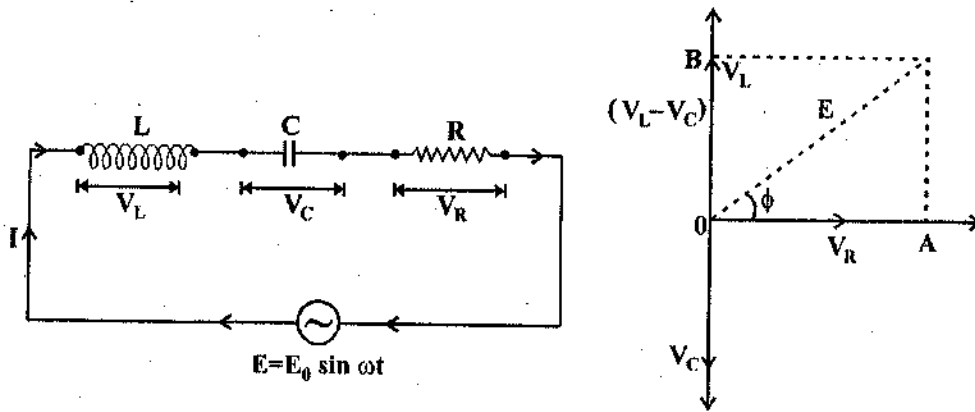 L
C
R
V_L
V_C
V_R
I
E=E_0 sin ωt
B
V_L
(V_L–V_C)
E
ϕ
0
V_R
A
V_C